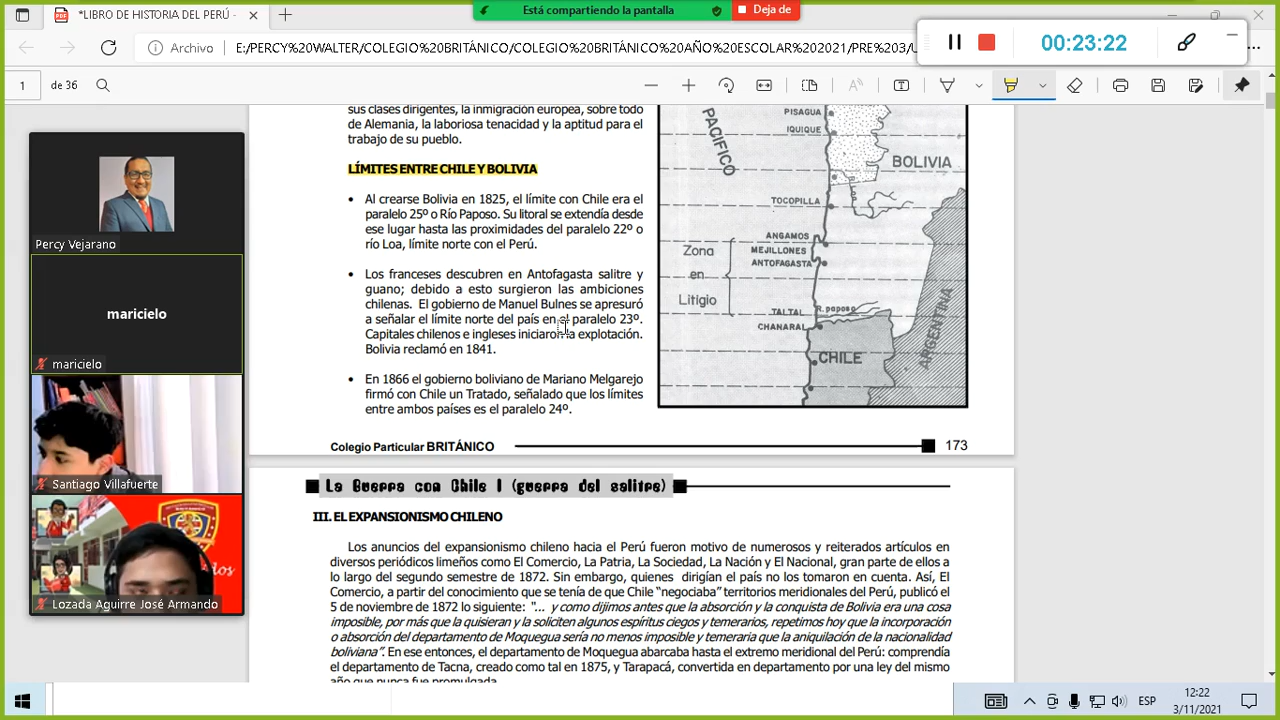 Está compartiendo la pantalla
Deja de
*LIBRO DE HISTORIA DEL PERÚ -
Archivo
E:/PERCY%20WALTER/COLEGIO%20BRITÁNICO/COLEGIO%20BRITÁNICO%20AÑO%20ESCOLAR%202021/PRE%203/L
00:23:22
1
de 36
sus clases dirigentes, la inmigración europea, sobre todo
de Alemania, la laboriosa tenacidad y la aptitud para el
trabajo de su pueblo.
LÍMITES ENTRE CHILE Y BOLIVIA
• Al crearse Bolivia en 1825, el límite con Chile era el
paralelo 25º o Río Paposo. Su litoral se extendía desde
ese lugar hasta las proximidades del paralelo 22º o
río Loa, límite norte con el Perú.
• Los franceses descubren en Antofagasta salitre y
guano; debido a esto surgieron las ambiciones
chilenas. El gobierno de Manuel Bulnes se apresuró
a señalar el límite norte del país en el paralelo 23º.
Capitales chilenos e ingleses iniciaron la explotación.
Bolivia reclamó en 1841.
• En 1866 el gobierno boliviano de Mariano Melgarejo
firmó con Chile un Tratado, señalado que los límites
entre ambos países es el paralelo 24º.
PACIFICO
PISAGUA
IQUIQUE
BOLIVIA
TOCOPILLA
ANGAMOS
MEJILLONES
ANTOFAGASTA
Zona
en
Litigio
R. paposo
TALTAL
CHANARAL
CHILE
ARGENTINA
Colegio Particular BRITÁNICO
173
La Guerra con Chile I (guerra del salitre)
III. EL EXPANSIONISMO CHILENO
Los anuncios del expansionismo chileno hacia el Perú fueron motivo de numerosos y reiterados artículos en
diversos periódicos limeños como El Comercio, La Patria, La Sociedad, La Nación y El Nacional, gran parte de ellos a
lo largo del segundo semestre de 1872. Sin embargo, quienes dirigían el país no los tomaron en cuenta. Así, El
Comercio, a partir del conocimiento que se tenía de que Chile "negociaba" territorios meridionales del Perú, publicó el
5 de noviembre de 1872 lo siguiente: "... y como dijimos antes que la absorción y la conquista de Bolivia era una cosa
imposible, por más que la quisieran y la soliciten algunos espíritus ciegos y temerarios, repetimos hoy que la incorporación
o absorción del departamento de Moquegua sería no menos imposible y temeraria que la aniquilación de la nacionalidad
boliviana". En ese entonces, el departamento de Moquegua abarcaba hasta el extremo meridional del Perú: comprendía
el departamento de Tacna, creado como tal en 1875, y Tarapacá, convertida en departamento por una ley del mismo
año que nunca fue promulgada.
Percy Vejarano
maricielo
maricielo
Santiago Villafuerte
Lozada Aguirre José Armando
ESP
12:22
3/11/2021